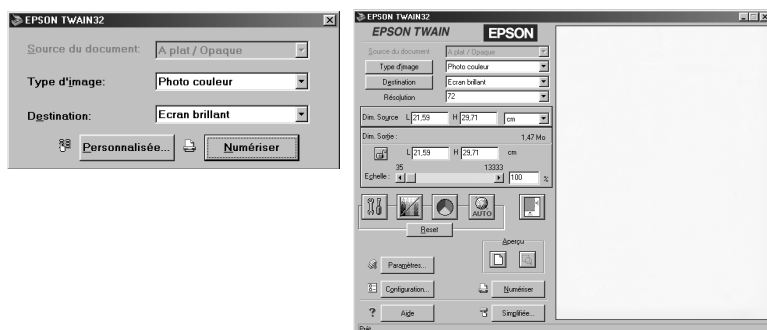 EPSON TWAIN32
Source du document: A plat / Opaque
Type d'image: Photo couleur
Destination: Ecran brillant
Personnalisée... Numériser
EPSON TWAIN32
EPSON TWAIN EPSON
Source du document A plat / Opaque
Type d'image Photo couleur
Destination Ecran brillant
Résolution 72
Dim. Source L 21,59 H 29,71 cm
Dim. Sortie : 1,47 Mo
L 21,59 H 29,71 cm
35 13333
Echelle : 100 %
AUTO
Reset
Aperçu
Paramètres...
Configuration... Numériser
? Aide Simplifiée...
Prêt